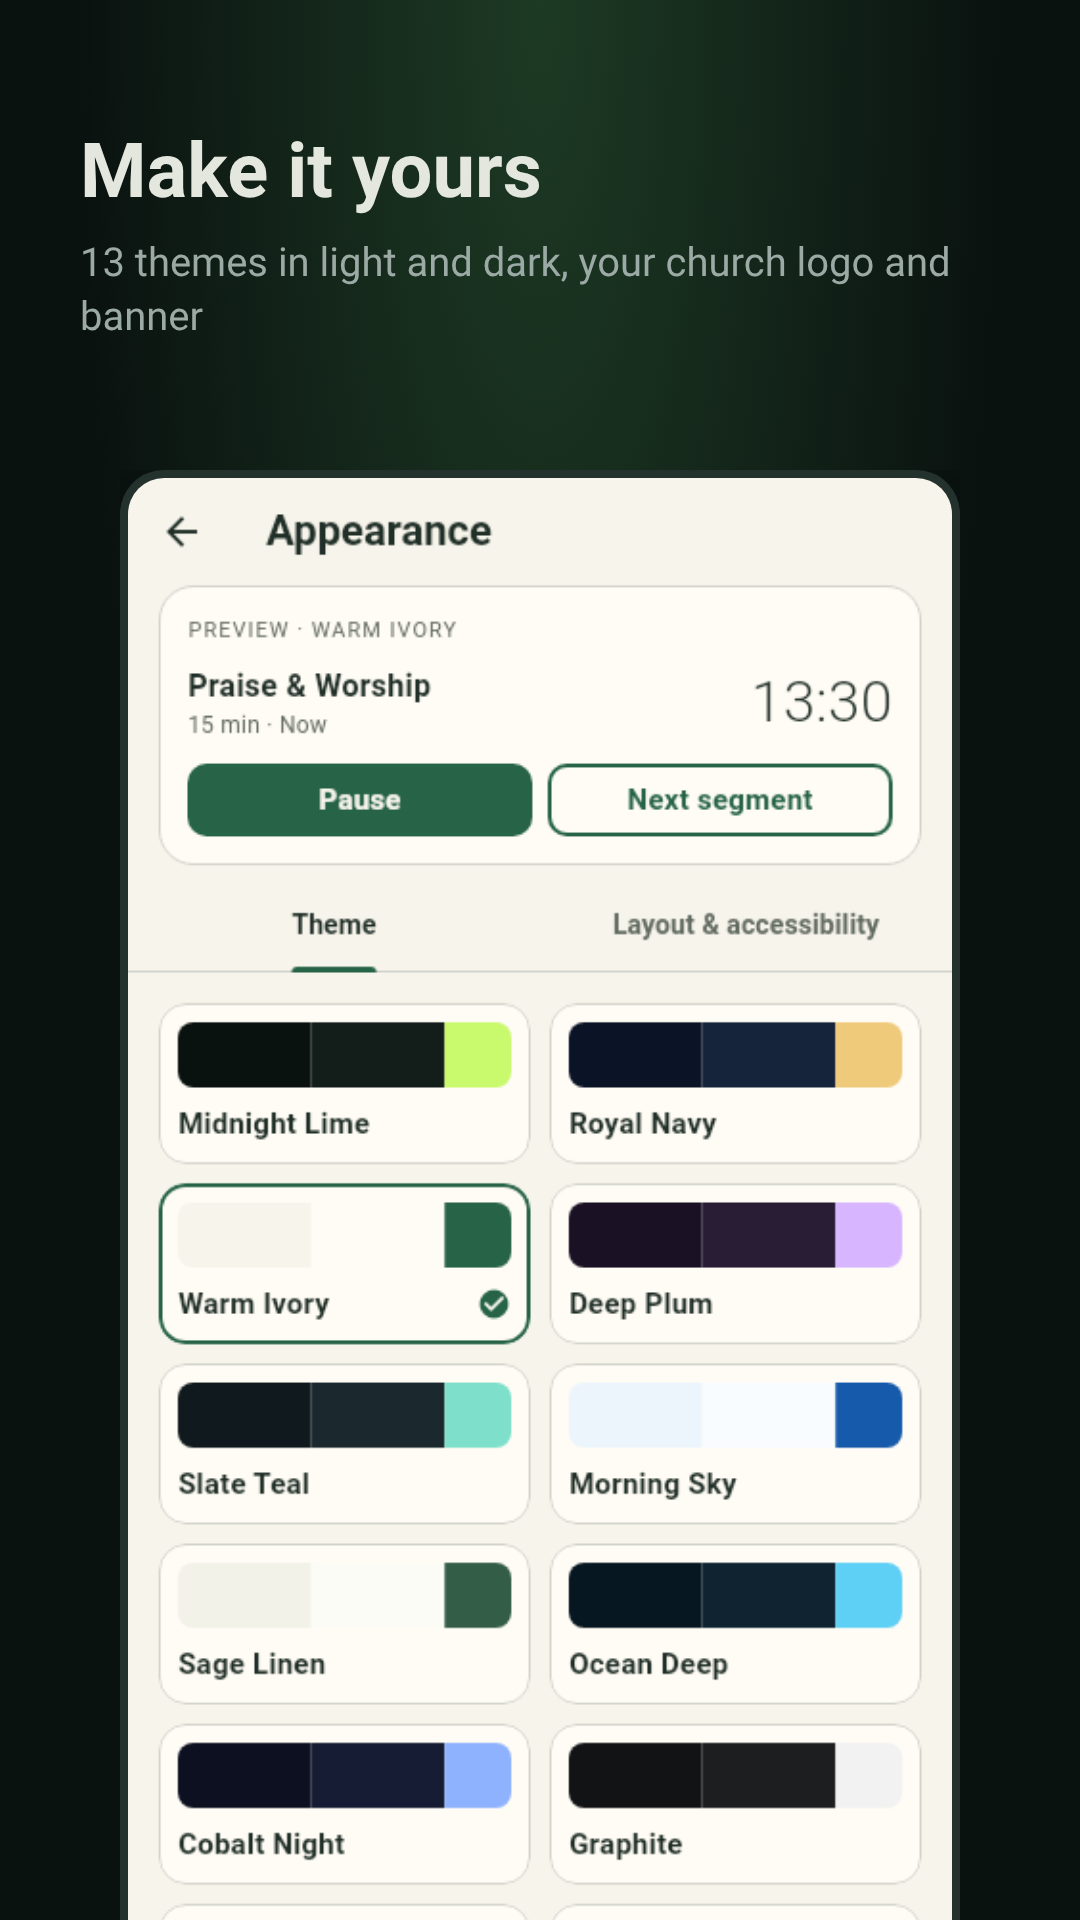 Make it yours
13 themes in light and dark, your church logo and
banner
Appearance
PREVIEW · WARM IVORY
Praise & Worship
15 min · Now
13:30
Pause
Next segment
Theme
Layout & accessibility
Midnight Lime
Royal Navy
Warm Ivory
Deep Plum
Slate Teal
Morning Sky
Sage Linen
Ocean Deep
Cobalt Night
Graphite